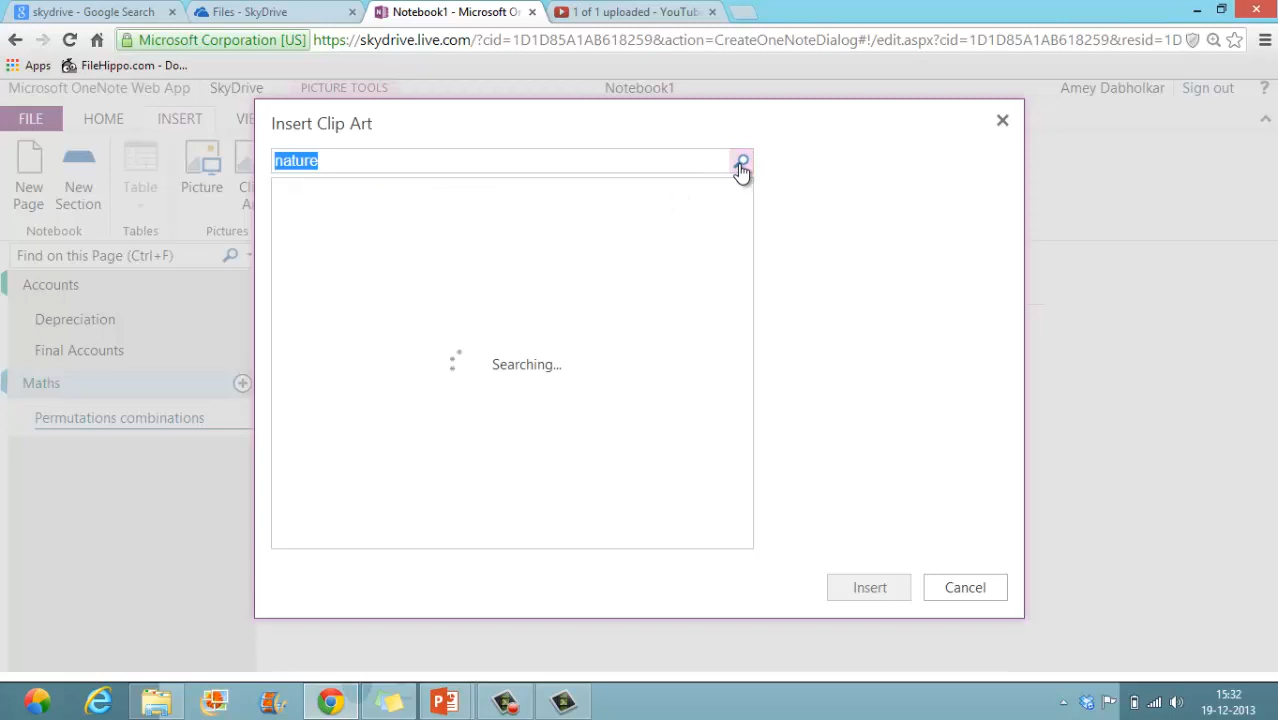 skydrive - Google Search
Files - SkyDrive
Notebook1 - Microsoft O
1 of 1 uploaded - YouTube
Microsoft Corporation [US]
https://skydrive.live.com/?cid=1D1D85A1AB618259&action=CreateOneNoteDialog#!/edit.aspx?cid=1D1D85A1AB618259&resid=1D
Apps
FileHippo.com - Do...
Microsoft OneNote Web App
SkyDrive
PICTURE TOOLS
Notebook1
Amey Dabholkar
Sign out
?
FILE
HOME
INSERT
VI
Insert Clip Art
nature
New Page
New Section
Table
Picture
Cl
A
Notebook
Tables
Pictures
Find on this Page (Ctrl+F)
Accounts
Depreciation
Final Accounts
Maths
Permutations combinations
Searching...
Insert
Cancel
15:32
19-12-2013